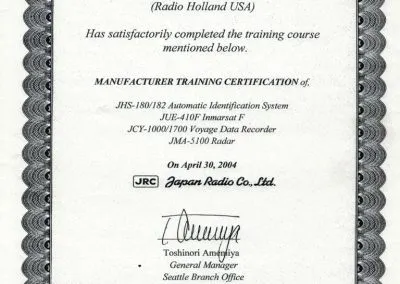 (Radio Holland USA)
Has satisfactorily completed the training course
mentioned below.
MANUFACTURER TRAINING CERTIFICATION of,
JHS-180/182 Automatic Identification System
JUE-410F Inmarsat F
JCY-1000/1700 Voyage Data Recorder
JMA-5100 Radar
On April 30, 2004
JRC Japan Radio Co., Ltd.
T. Amemiya
Toshinori Amemiya
General Manager
Seattle Branch Office